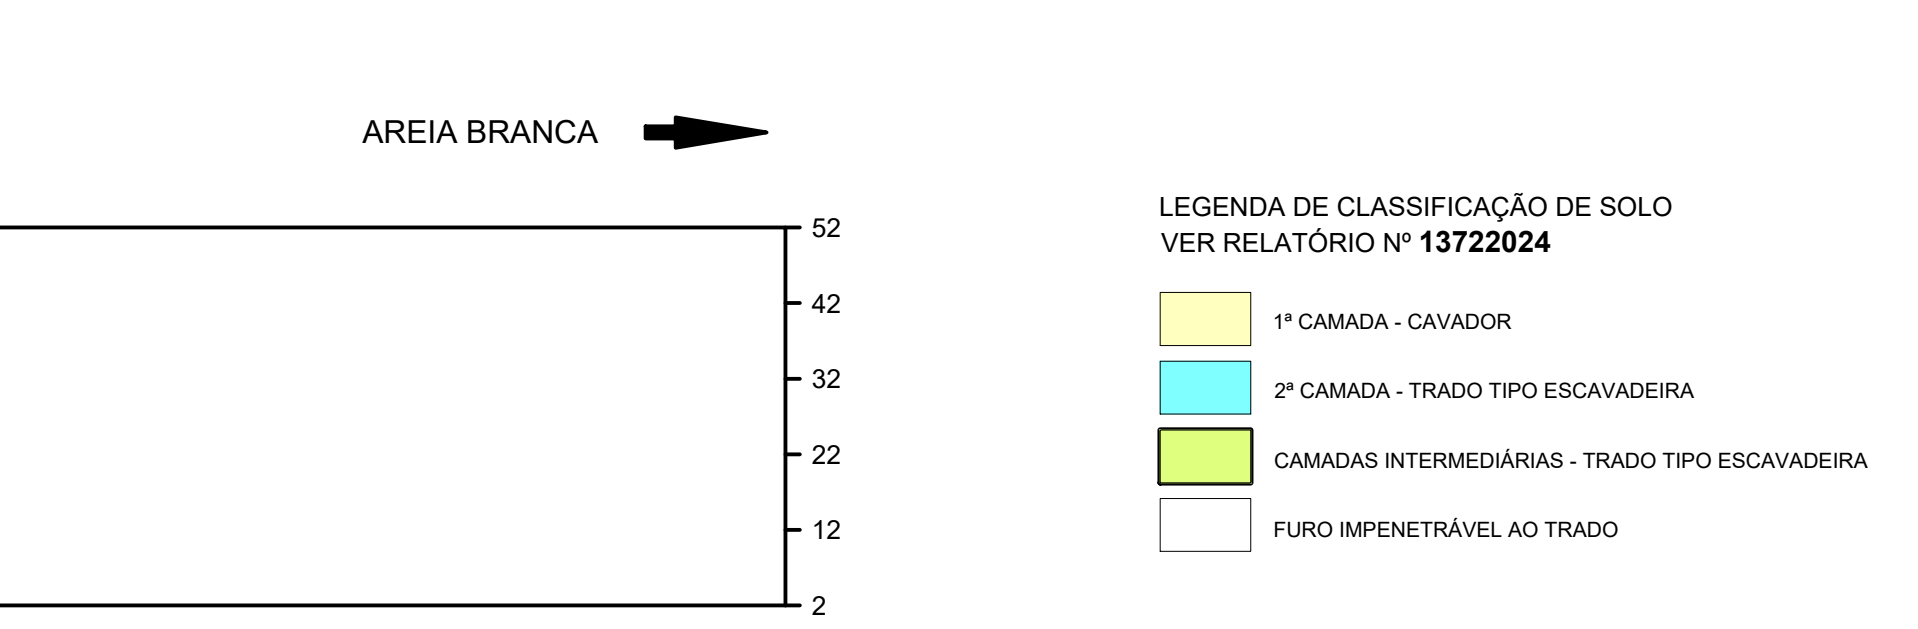 AREIA BRANCA
52
42
32
22
12
2
LEGENDA DE CLASSIFICAÇÃO DE SOLO
VER RELATÓRIO Nº 13722024
1ª CAMADA - CAVADOR
2ª CAMADA - TRADO TIPO ESCAVADEIRA
CAMADAS INTERMEDIÁRIAS - TRADO TIPO ESCAVADEIRA
FURO IMPENETRÁVEL AO TRADO